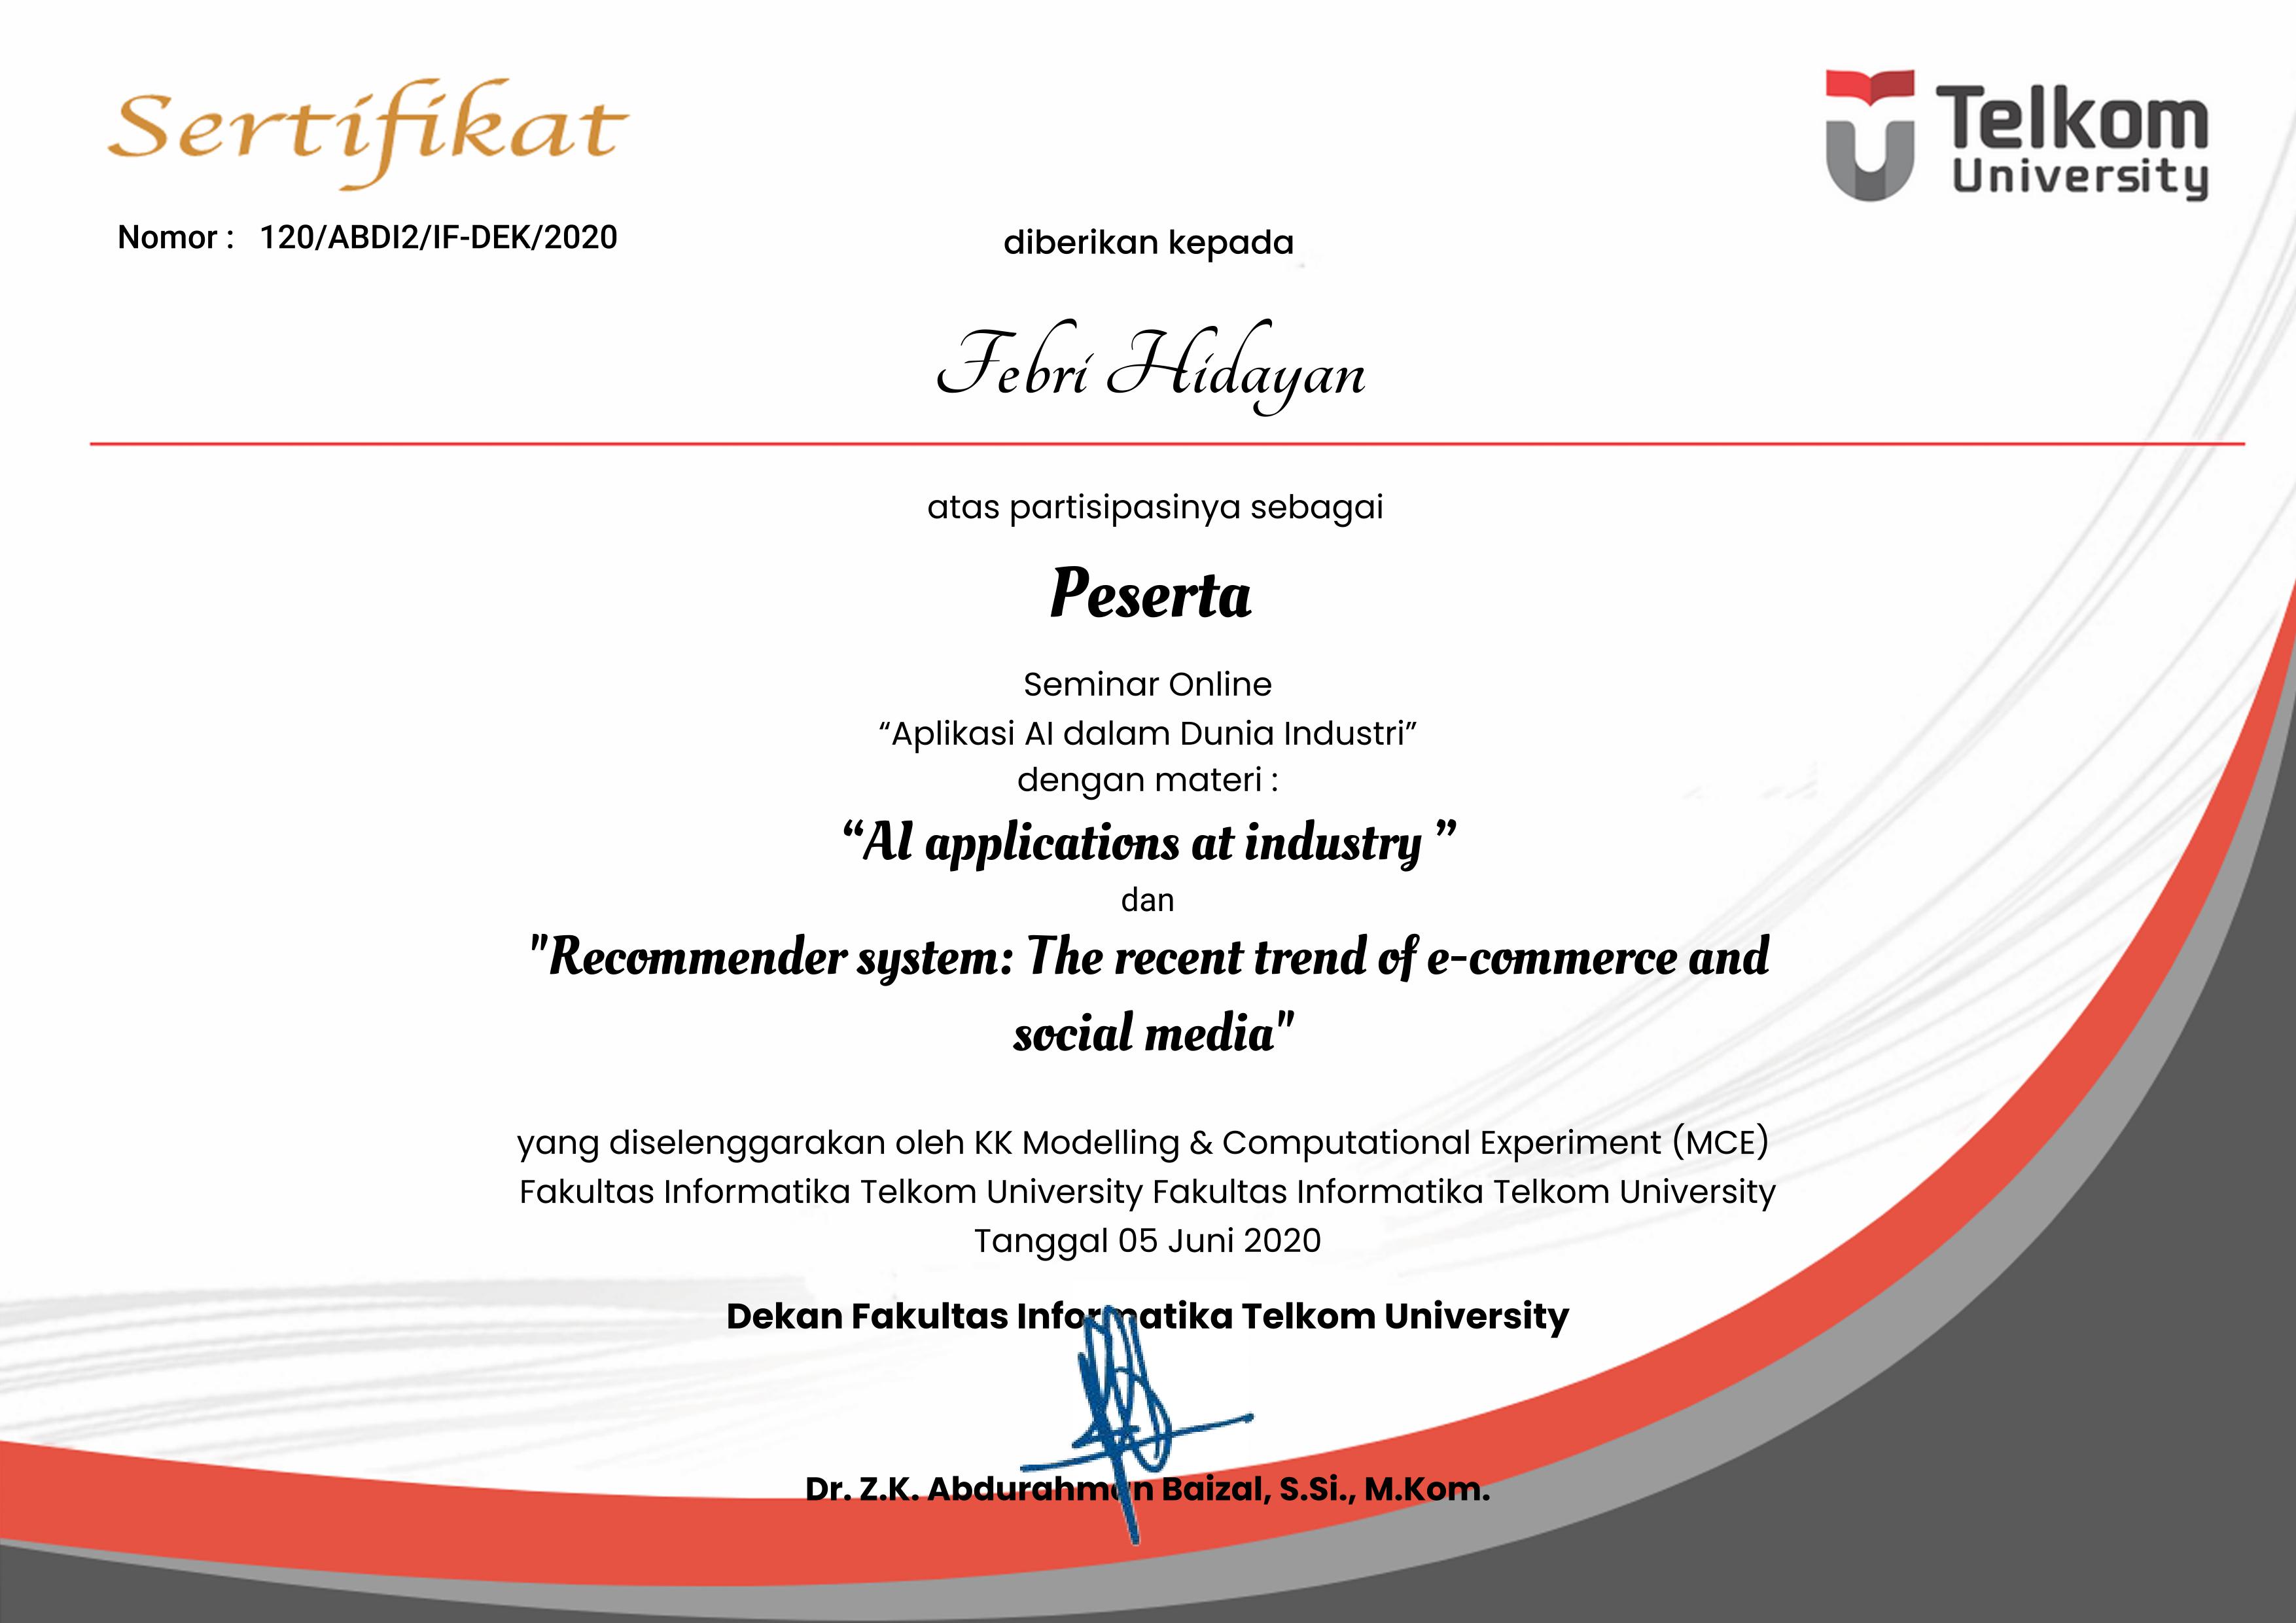 Sertifikat
Telkom
University
Nomor : 120/ABDI2/IF-DEK/2020
diberikan kepada
Febri Hidayan
atas partisipasinya sebagai
Peserta
Seminar Online
“Aplikasi AI dalam Dunia Industri”
dengan materi :
“AI applications at industry ”
dan
"Recommender system: The recent trend of e-commerce and
social media"
yang diselenggarakan oleh KK Modelling & Computational Experiment (MCE)
Fakultas Informatika Telkom University Fakultas Informatika Telkom University
Tanggal 05 Juni 2020
Dekan Fakultas Informatika Telkom University
Dr. Z.K. Abdurahman Baizal, S.Si., M.Kom.